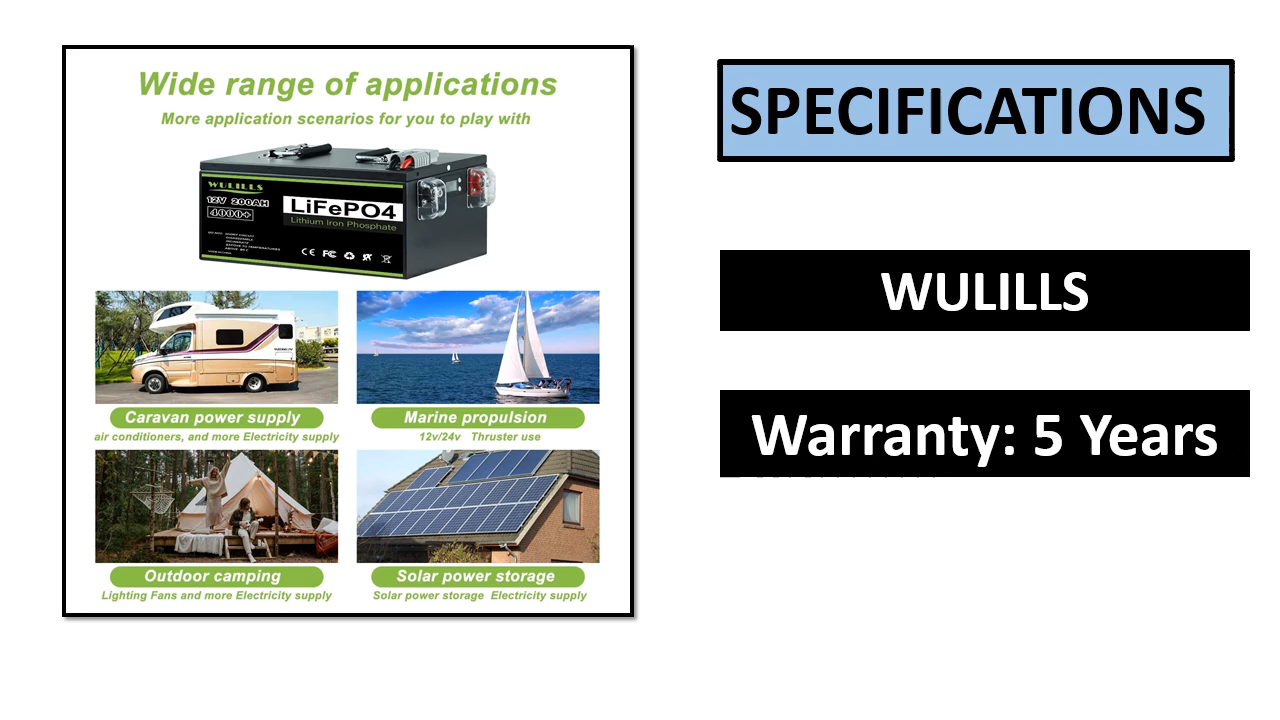 Wide range of applications
More application scenarios for you to play with
WULILLS
12V 200AH
4000+
LiFePO4
Lithium Iron Phosphate
CE FC
Caravan power supply
air conditioners, and more Electricity supply
Marine propulsion
12v/24v Thruster use
Outdoor camping
Lighting Fans and more Electricity supply
Solar power storage
Solar power storage Electricity supply
SPECIFICATIONS
WULILLS
Warranty: 5 Years